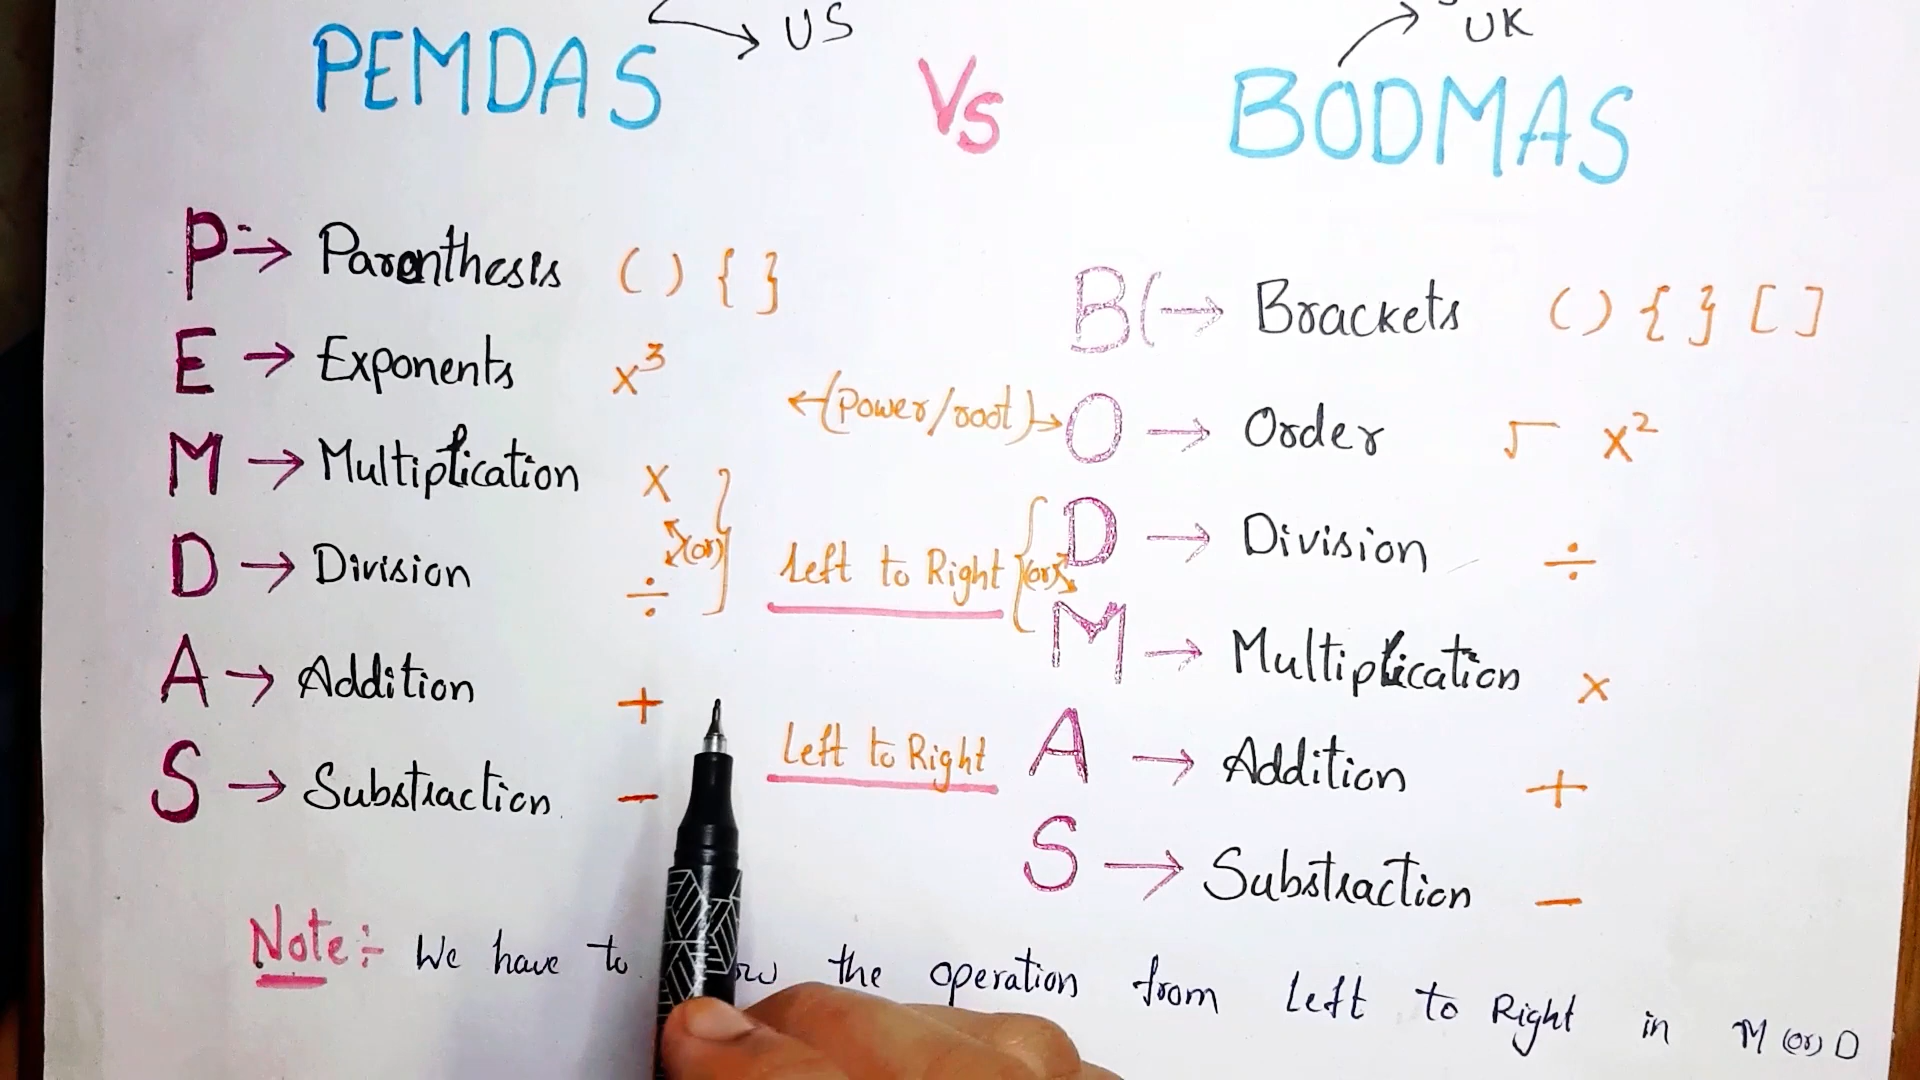 PEMDAS → US
Vs
BODMAS → UK
P → Paranthesis ( ) { }
E → Exponents x³
M → Multiplication x
(or)
D → Division ÷
A → Addition +
S → Substraction -
←(Power/root)→
Left to Right
(or)
Left to Right
B → Brackets ( ) { } [ ]
O → Order √ x²
D → Division ÷
M → Multiplication x
A → Addition +
S → Substraction -
Note :- We have to the operation from Left to Right in M (or) D